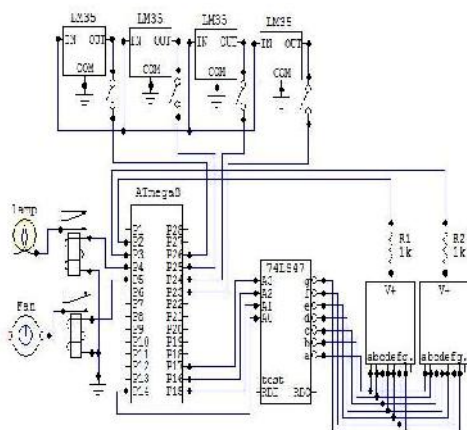 LM35 LM35 LM35 LM35
IN OUT IN OUT IN OUT IN OUT
COM COM COM COM
ATmega8
lamp
Fan
P1 P28
P2 P27
P3 P26
P4 P25
P5 P24
P6 P23
P7 P22
P8 P21
P9 P20
P10 P19
P11 P18
P12 P17
P13 P16
P14 P15
74LS47
A3 g
A2 f
A1 e
A0 d
c
b
a
test
RBI RBO
R1
1k
R2
1k
V+ V+
abcdefg. abcdefg.